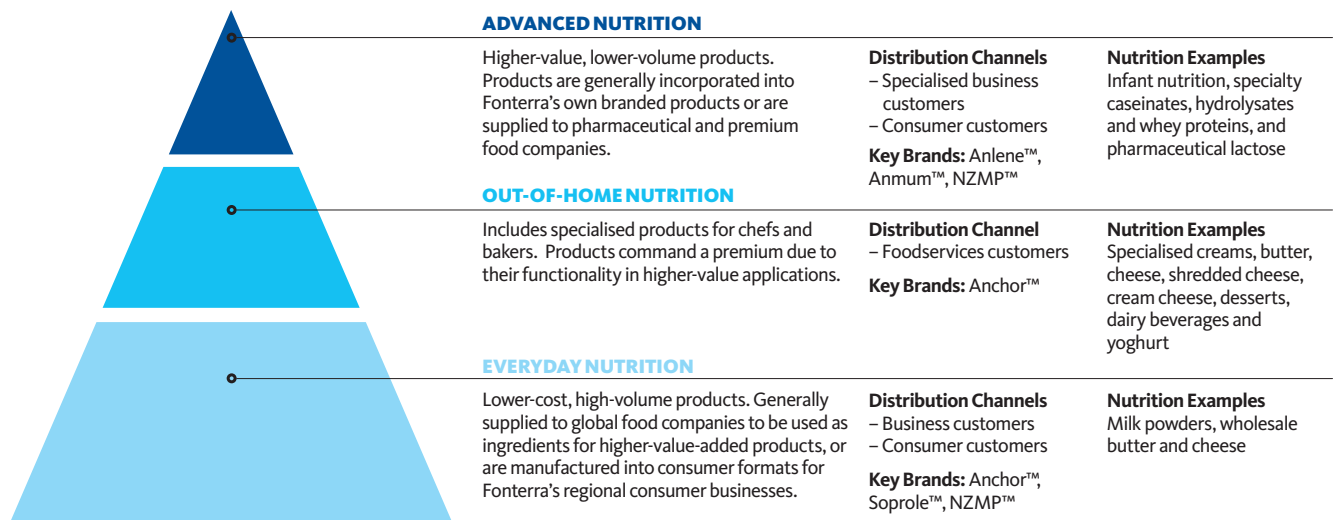 ADVANCED NUTRITION
Higher-value, lower-volume products.
Products are generally incorporated into
Fonterra’s own branded products or are
supplied to pharmaceutical and premium
food companies.
Distribution Channels
– Specialised business
customers
– Consumer customers
Key Brands: Anlene™,
Anmum™, NZMP™
Nutrition Examples
Infant nutrition, specialty
caseinates, hydrolysates
and whey proteins, and
pharmaceutical lactose
OUT-OF-HOME NUTRITION
Includes specialised products for chefs and
bakers.  Products command a premium due to
their functionality in higher-value applications.
Distribution Channel
– Foodservices customers
Key Brands: Anchor™
Nutrition Examples
Specialised creams, butter,
cheese, shredded cheese,
cream cheese, desserts,
dairy beverages and
yoghurt
EVERYDAY NUTRITION
Lower-cost, high-volume products. Generally
supplied to global food companies to be used as
ingredients for higher-value-added products, or
are manufactured into consumer formats for
Fonterra’s regional consumer businesses.
Distribution Channels
– Business customers
– Consumer customers
Key Brands: Anchor™,
Soprole™, NZMP™
Nutrition Examples
Milk powders, wholesale
butter and cheese